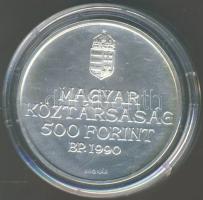 MAGYAR
KÖZTÁRSASÁG
500 FORINT
BP. 1990